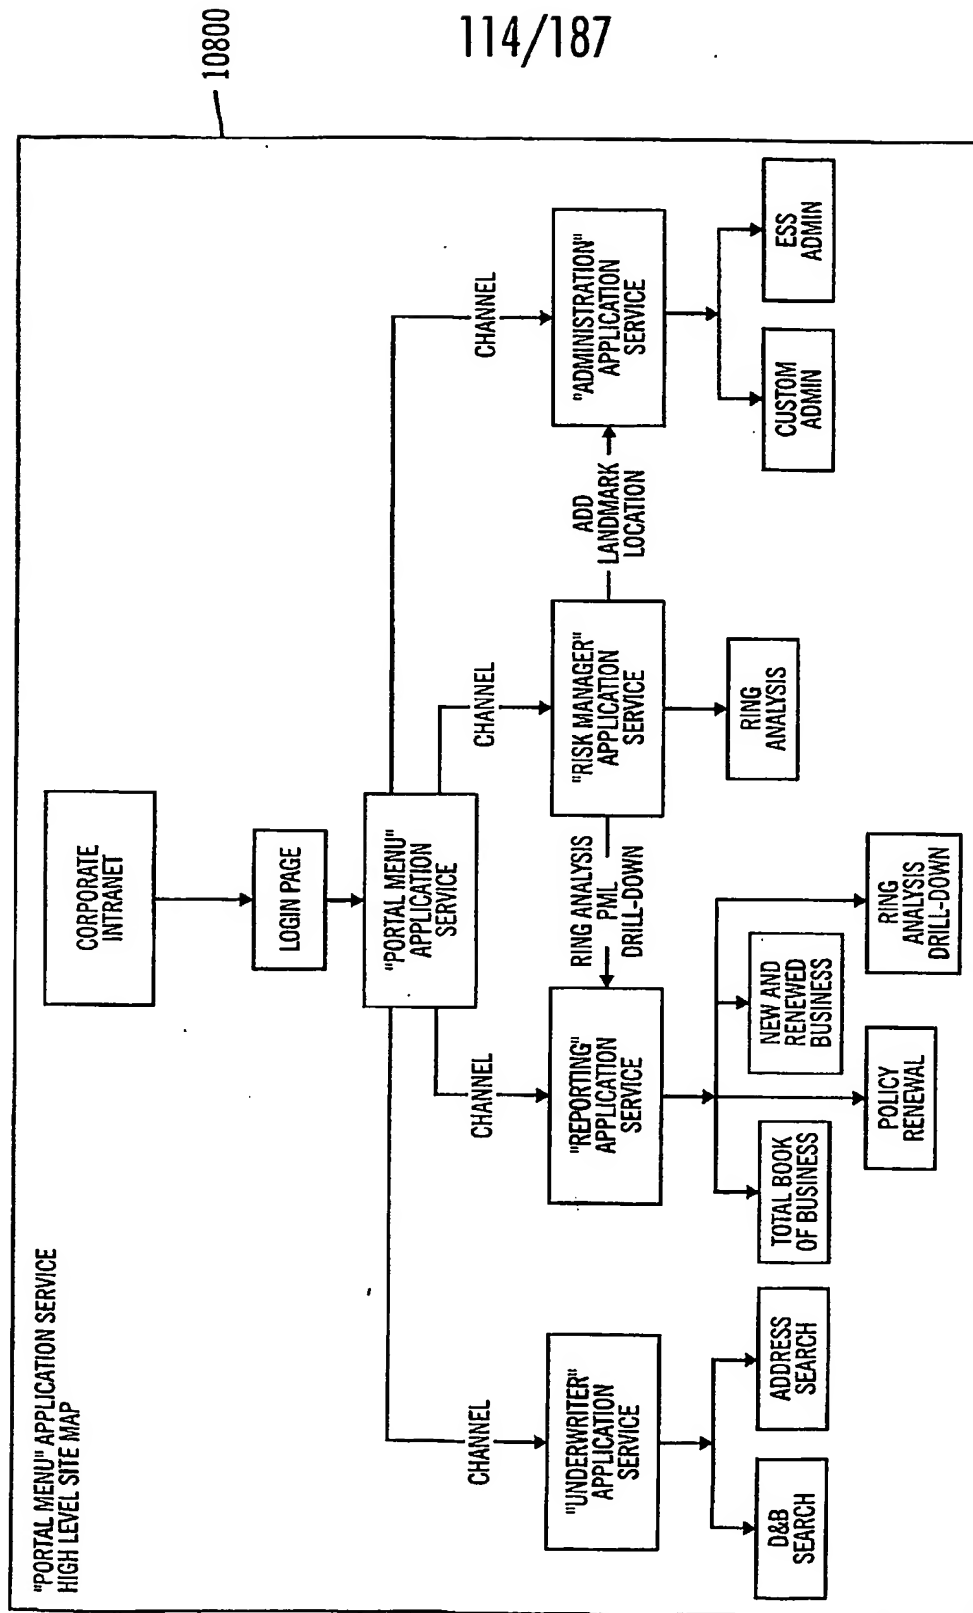 114/187
10800
"PORTAL MENU" APPLICATION SERVICE
HIGH LEVEL SITE MAP
CORPORATE
INTRANET
LOGIN PAGE
"PORTAL MENU"
APPLICATION
SERVICE
CHANNEL
CHANNEL
CHANNEL
CHANNEL
"UNDERWRITER"
APPLICATION
SERVICE
"REPORTING"
APPLICATION
SERVICE
RING ANALYSIS
PML
DRILL-DOWN
"RISK MANAGER"
APPLICATION
SERVICE
ADD
LANDMARK
LOCATION
"ADMINISTRATION"
APPLICATION
SERVICE
D&B
SEARCH
ADDRESS
SEARCH
TOTAL BOOK
OF BUSINESS
POLICY
RENEWAL
NEW AND
RENEWED
BUSINESS
RING
ANALYSIS
DRILL-DOWN
RING
ANALYSIS
CUSTOM
ADMIN
ESS
ADMIN